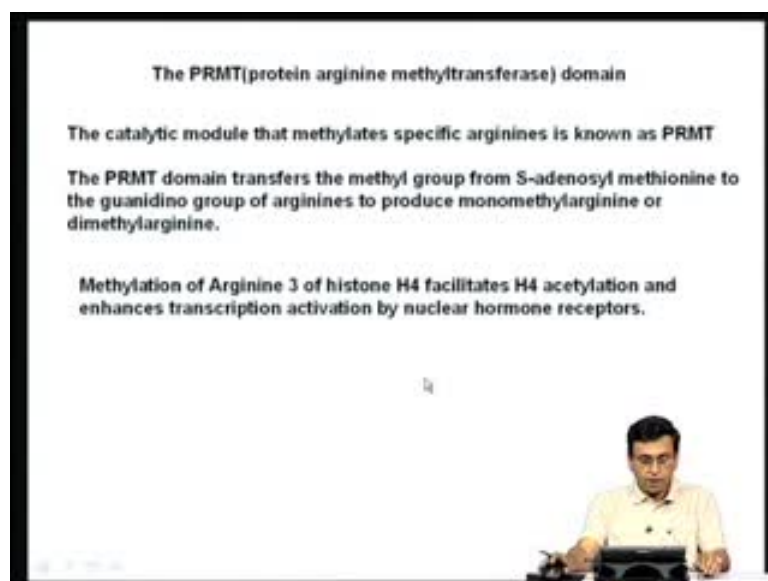 The PRMT(protein arginine methyltransferase) domain
The catalytic module that methylates specific arginines is known as PRMT
The PRMT domain transfers the methyl group from S-adenosyl methionine to
the guanidino group of arginines to produce monomethylarginine or
dimethylarginine.
Methylation of Arginine 3 of histone H4 facilitates H4 acetylation and
enhances transcription activation by nuclear hormone receptors.